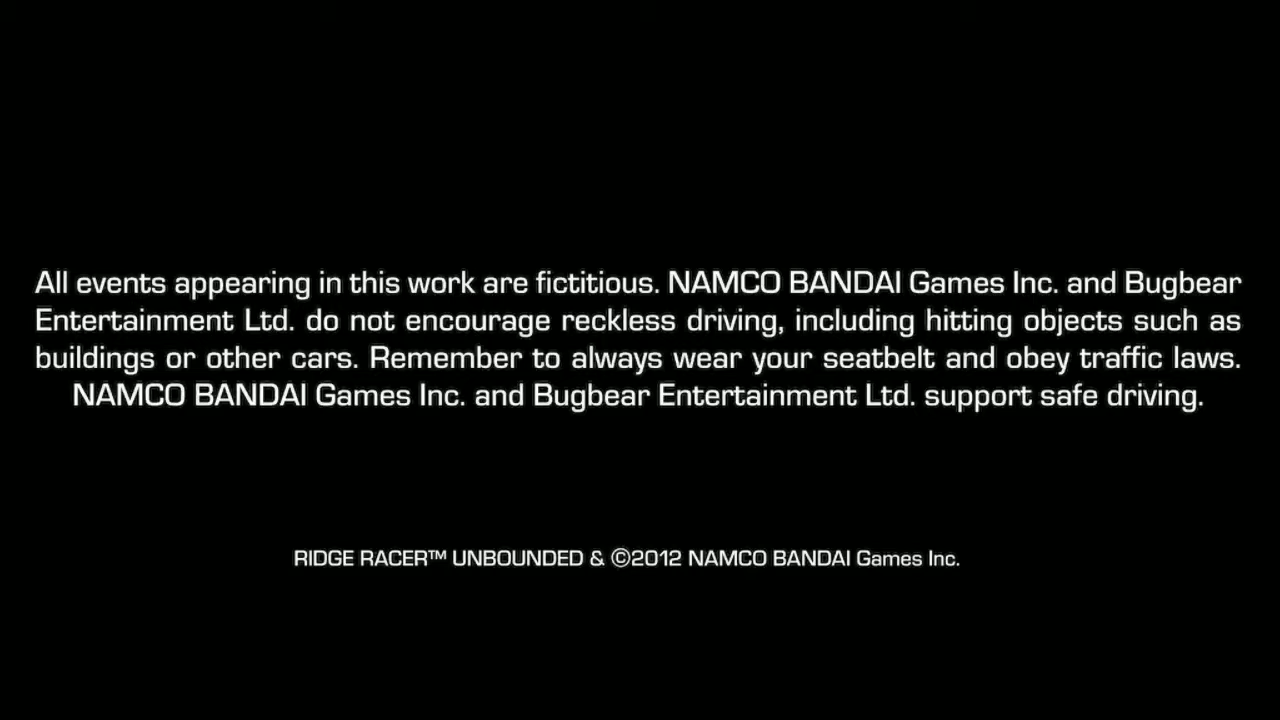 All events appearing in this work are fictitious. NAMCO BANDAI Games Inc. and Bugbear
Entertainment Ltd. do not encourage reckless driving, including hitting objects such as
buildings or other cars. Remember to always wear your seatbelt and obey traffic laws.
NAMCO BANDAI Games Inc. and Bugbear Entertainment Ltd. support safe driving.
RIDGE RACER™ UNBOUNDED & ©2012 NAMCO BANDAI Games Inc.